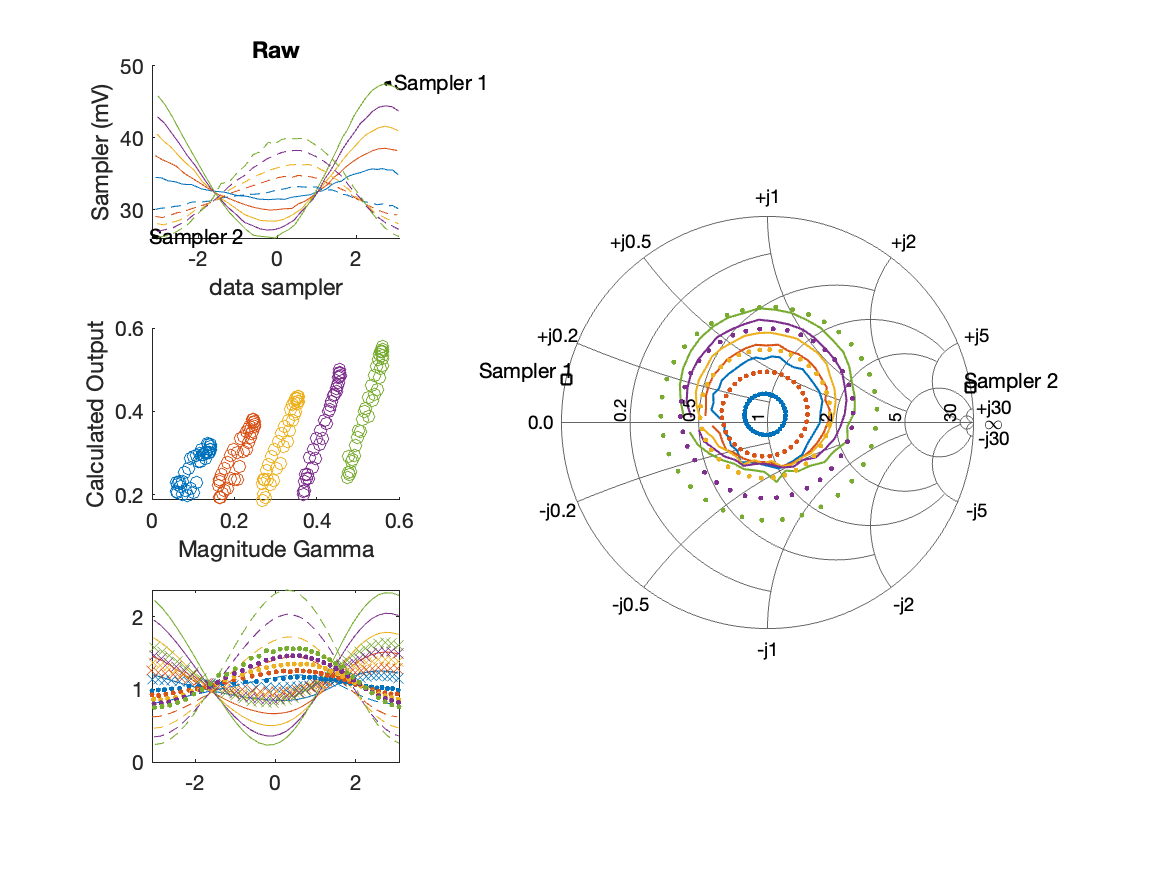 Raw
50
40
30
Sampler (mV)
Sampler 1
Sampler 2
-2 0 2
data sampler
0.6
0.4
0.2
Calculated Output
0 0.2 0.4 0.6
Magnitude Gamma
2
1
0
-2 0 2
+j1
+j0.5 +j2
+j0.2 +j5
Sampler 1 Sampler 2
+j30
0.0 0.2 0.5 1 2 5 30 ∞
-j30
-j0.2 -j5
-j0.5 -j2
-j1